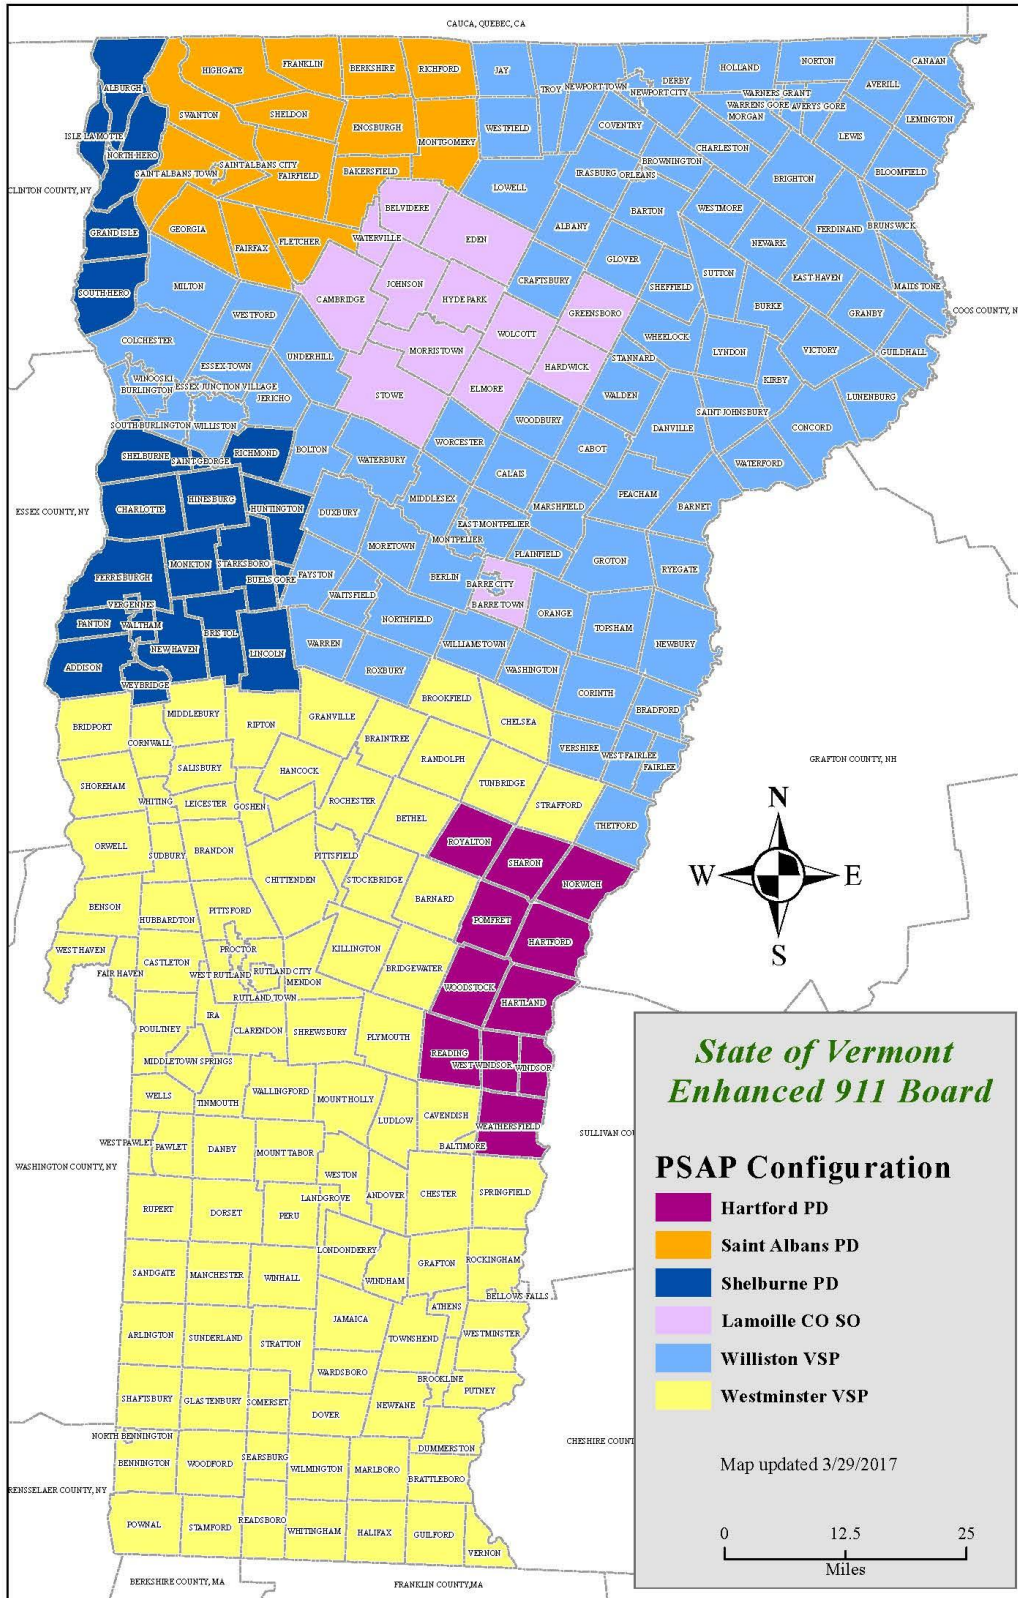 CAUCA, QUEBEC, CA
ALBURGH
HIGHGATE
FRANKLIN
BERKSHIRE
RICHFORD
JAY
TROY
NEWPORT TOWN
NEWPORT CITY
DERBY
HOLLAND
NORTON
AVERILL
CANAAN
WARNERS GRANT
WARRENS GORE
AVERYS GORE
MORGAN
LEMINGTON
SWANTON
SHELDON
ENOSBURGH
MONTGOMERY
WESTFIELD
COVENTRY
CHARLESTON
LEWIS
ISLE LA MOTTE
NORTH HERO
SAINT ALBANS TOWN
SAINT ALBANS CITY
FAIRFIELD
BAKERSFIELD
LOWELL
IRASBURG
ORLEANS
BROWNINGTON
BRIGHTON
BLOOMFIELD
CLINTON COUNTY, NY
GRAND ISLE
GEORGIA
FAIRFAX
FLETCHER
WATERVILLE
BELVIDERE
EDEN
ALBANY
BARTON
WESTMORE
NEWARK
FERDINAND
BRUNSWICK
SOUTH HERO
MILTON
WESTFORD
CAMBRIDGE
JOHNSON
HYDE PARK
CRAFTSBURY
GLOVER
SHEFFIELD
SUTTON
EAST HAVEN
MAIDSTONE
GREENSBORO
BURKE
GRANBY
COOS COUNTY, N
COLCHESTER
ESSEX TOWN
UNDERHILL
MORRISTOWN
WOLCOTT
WHEELOCK
STANNARD
LYNDON
VICTORY
GUILDHALL
WINOOSKI
BURLINGTON
ESSEX JUNCTION VILLAGE
JERICHO
STOWE
ELMORE
HARDWICK
WALDEN
KIRBY
LUNENBURG
SOUTH BURLINGTON
WILLISTON
WOODBURY
DANVILLE
SAINT JOHNSBURY
CONCORD
SHELBURNE
SAINT GEORGE
RICHMOND
BOLTON
WATERBURY
WORCESTER
CABOT
WATERFORD
CALAIS
PEACHAM
BARNET
ESSEX COUNTY, NY
CHARLOTTE
HINESBURG
HUNTINGTON
DUXBURY
MIDDLESEX
MARSHFIELD
EAST MONTPELIER
MONTPELIER
MORETOWN
PLAINFIELD
GROTON
RYEGATE
FERRISBURGH
MONKTON
STARKSBORO
BUELS GORE
FAYSTON
WAITSFIELD
BERLIN
BARRE CITY
BARRE TOWN
VERGENNES
PANTON
WALTHAM
BRISTOL
NORTHFIELD
ORANGE
TOPSHAM
NEWBURY
ADDISON
NEW HAVEN
LINCOLN
WARREN
ROXBURY
WILLIAMSTOWN
WASHINGTON
WEYBRIDGE
CORINTH
BRADFORD
BRIDPORT
MIDDLEBURY
CORNWALL
RIPTON
GRANVILLE
BROOKFIELD
CHELSEA
BRAINTREE
VERSHIRE
WEST FAIRLEE
FAIRLEE
GRAFTON COUNTY, NH
SHOREHAM
SALISBURY
HANCOCK
RANDOLPH
TUNBRIDGE
WHITING
LEICESTER
GOSHEN
ROCHESTER
BETHEL
STRAFFORD
THETFORD
ORWELL
SUDBURY
BRANDON
PITTSFIELD
ROYALTON
SHARON
NORWICH
N
W
E
S
CHITTENDEN
STOCKBRIDGE
BARNARD
POMFRET
HARTFORD
BENSON
HUBBARDTON
PITTSFORD
WEST HAVEN
FAIR HAVEN
CASTLETON
PROCTOR
WEST RUTLAND
RUTLAND CITY
MENDON
RUTLAND TOWN
KILLINGTON
BRIDGEWATER
WOODSTOCK
HARTLAND
POULTNEY
IRA
CLARENDON
SHREWSBURY
PLYMOUTH
READING
WEST WINDSOR
WINDSOR
MIDDLETOWN SPRINGS
WELLS
TINMOUTH
WALLINGFORD
MOUNT HOLLY
LUDLOW
CAVENDISH
WEATHERSFIELD
BALTIMORE
SULLIVAN COU
WEST PAWLET
PAWLET
DANBY
MOUNT TABOR
WESTON
WASHINGTON COUNTY, NY
LANDGROVE
ANDOVER
CHESTER
SPRINGFIELD
RUPERT
DORSET
PERU
LONDONDERRY
WINDHAM
GRAFTON
ROCKINGHAM
SANDGATE
MANCHESTER
WINHALL
BELLOWS FALLS
ATHENS
JAMAICA
TOWNSHEND
WESTMINSTER
ARLINGTON
SUNDERLAND
STRATTON
WARDSBORO
BROOKLINE
PUTNEY
SHAFTSBURY
GLASTENBURY
SOMERSET
DOVER
NEWFANE
NORTH BENNINGTON
DUMMERSTON
CHESHIRE COUNT
BENNINGTON
WOODFORD
SEARSBURG
WILMINGTON
MARLBORO
BRATTLEBORO
RENSSELAER COUNTY, NY
POWNAL
STAMFORD
READSBORO
WHITINGHAM
HALIFAX
GUILFORD
VERNON
BERKSHIRE COUNTY, MA
FRANKLIN COUNTY, MA
State of Vermont
Enhanced 911 Board
PSAP Configuration
Hartford PD
Saint Albans PD
Shelburne PD
Lamoille CO SO
Williston VSP
Westminster VSP
Map updated 3/29/2017
0 12.5 25
Miles